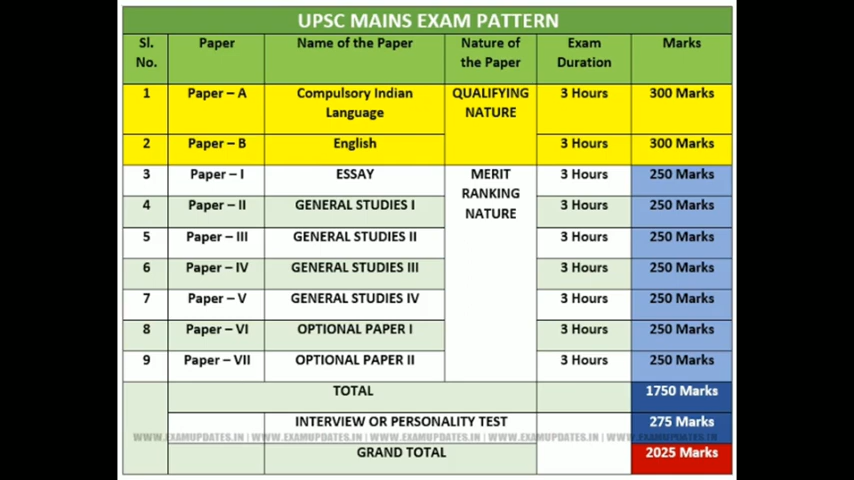 UPSC MAINS EXAM PATTERN
Sl. No. Paper Name of the Paper Nature of the Paper Exam Duration Marks
1 Paper – A Compulsory Indian Language QUALIFYING NATURE 3 Hours 300 Marks
2 Paper – B English 3 Hours 300 Marks
3 Paper – I ESSAY MERIT RANKING NATURE 3 Hours 250 Marks
4 Paper – II GENERAL STUDIES I 3 Hours 250 Marks
5 Paper – III GENERAL STUDIES II 3 Hours 250 Marks
6 Paper – IV GENERAL STUDIES III 3 Hours 250 Marks
7 Paper – V GENERAL STUDIES IV 3 Hours 250 Marks
8 Paper – VI OPTIONAL PAPER I 3 Hours 250 Marks
9 Paper – VII OPTIONAL PAPER II 3 Hours 250 Marks
TOTAL 1750 Marks
INTERVIEW OR PERSONALITY TEST 275 Marks
WWW.EXAMUPDATES.IN | WWW.EXAMUPDATES.IN | WWW.EXAMUPDATES.IN | WWW.EXAMUPDATES.IN | WWW.EXAMUPDATES.IN
GRAND TOTAL 2025 Marks